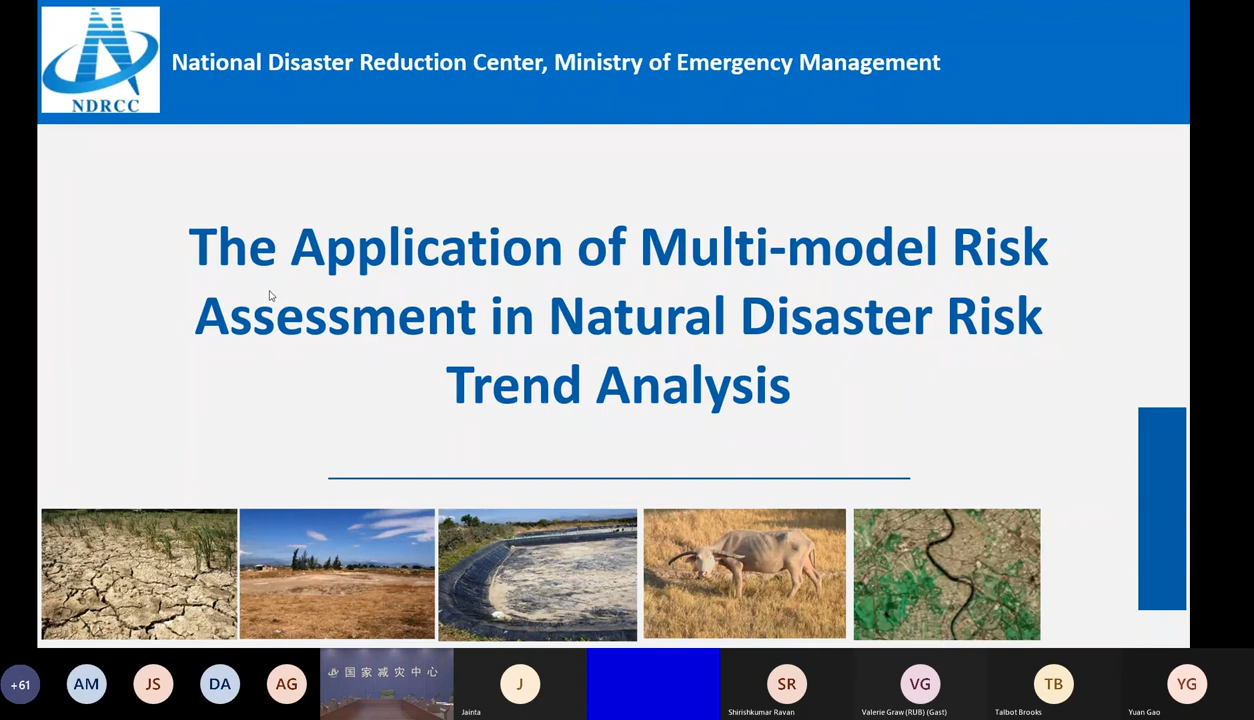 NDRCC
National Disaster Reduction Center, Ministry of Emergency Management
The Application of Multi-model Risk
Assessment in Natural Disaster Risk
Trend Analysis
+61
AM
JS
DA
AG
国家减灾中心
J
Jainta
SR
Shirishkumar Ravan
VG
Valerie Graw (RUB) (Gast)
TB
Talbot Brooks
YG
Yuan Gao